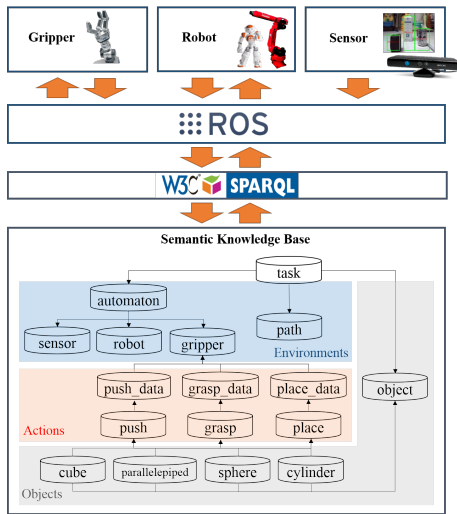 Gripper
Robot
Sensor
ROS
W3C SPARQL
Semantic Knowledge Base
task
automaton
sensor
robot
gripper
path
Environments
push_data
grasp_data
place_data
object
push
grasp
place
Actions
cube
parallelepiped
sphere
cylinder
Objects